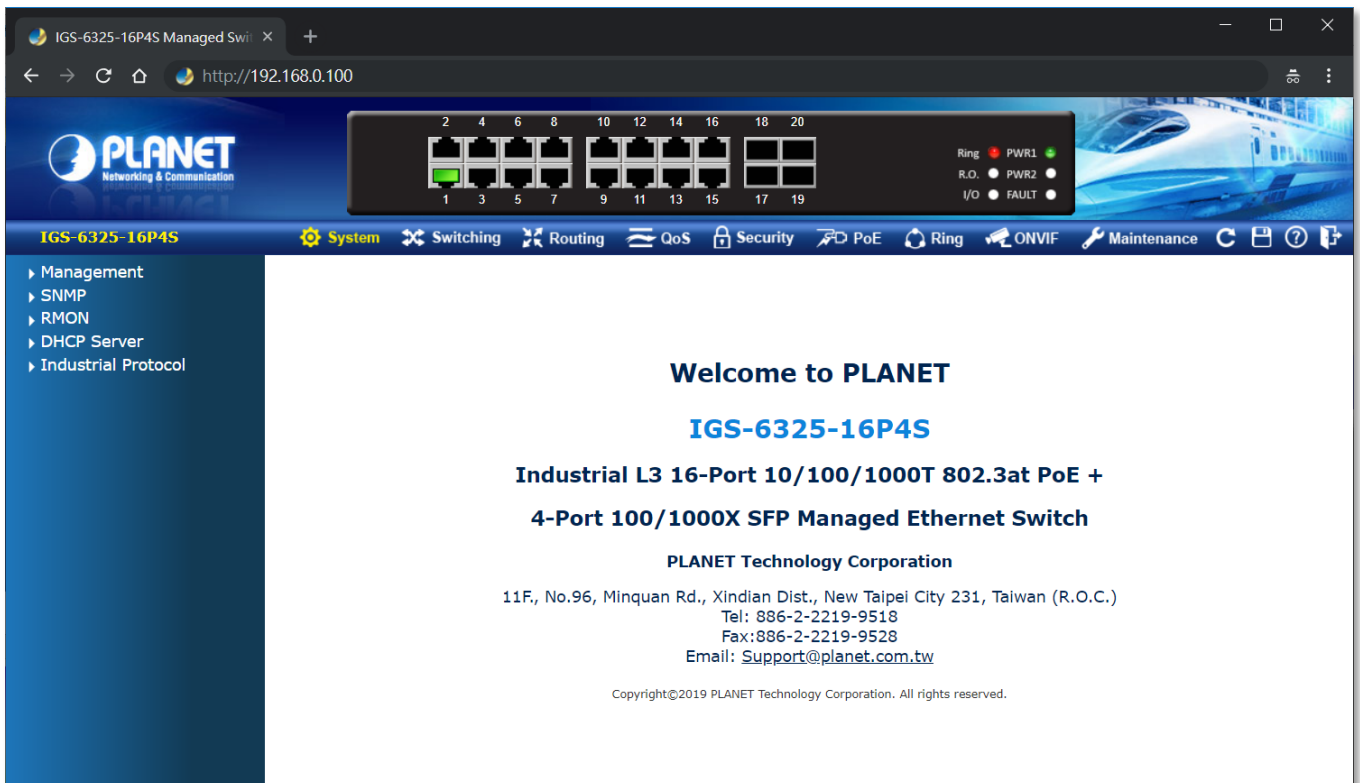 IGS-6325-16P4S Managed Swit
http://192.168.0.100
PLANET
Networking & Communication
2 4 6 8 10 12 14 16 18 20
1 3 5 7 9 11 13 15 17 19
Ring PWR1
R.O. PWR2
I/O FAULT
IGS-6325-16P4S
System Switching Routing QoS Security PoE Ring ONVIF Maintenance
Management
SNMP
RMON
DHCP Server
Industrial Protocol
Welcome to PLANET
IGS-6325-16P4S
Industrial L3 16-Port 10/100/1000T 802.3at PoE +
4-Port 100/1000X SFP Managed Ethernet Switch
PLANET Technology Corporation
11F., No.96, Minquan Rd., Xindian Dist., New Taipei City 231, Taiwan (R.O.C.)
Tel: 886-2-2219-9518
Fax:886-2-2219-9528
Email: Support@planet.com.tw
Copyright©2019 PLANET Technology Corporation. All rights reserved.